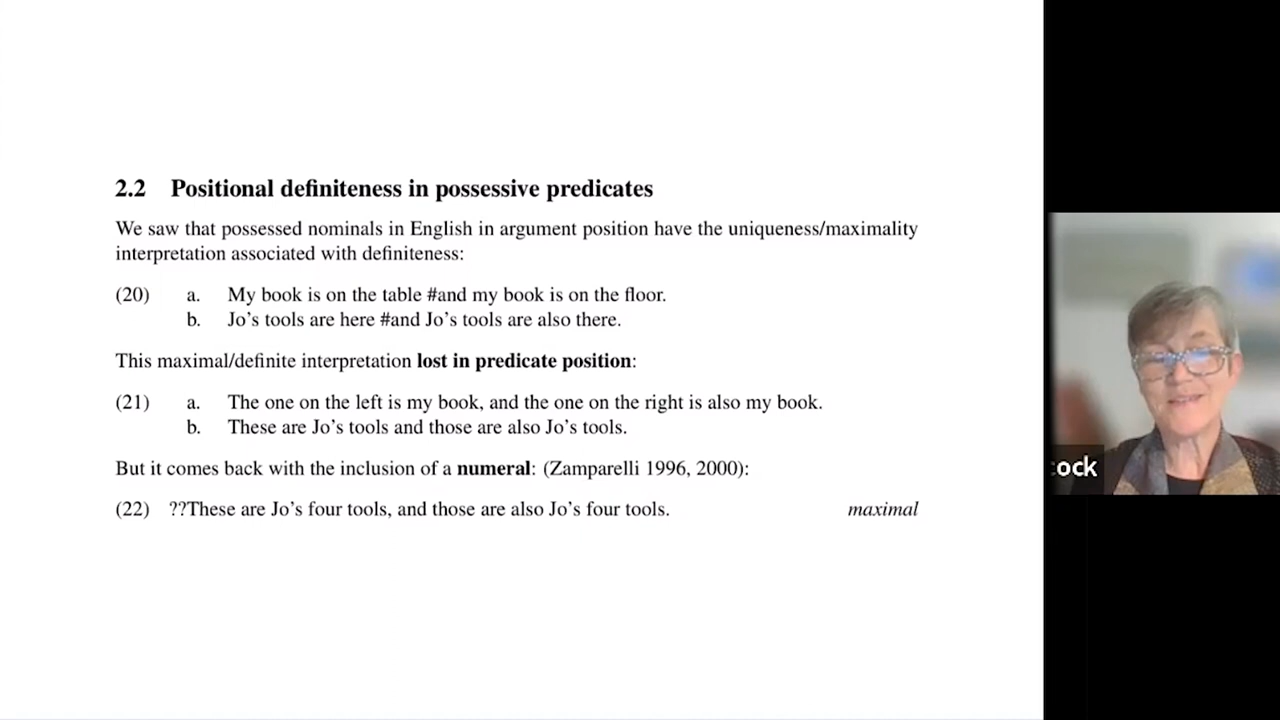 2.2 Positional definiteness in possessive predicates
We saw that possessed nominals in English in argument position have the uniqueness/maximality
interpretation associated with definiteness:
(20) a. My book is on the table #and my book is on the floor.
b. Jo's tools are here #and Jo's tools are also there.
This maximal/definite interpretation lost in predicate position:
(21) a. The one on the left is my book, and the one on the right is also my book.
b. These are Jo's tools and those are also Jo's tools.
But it comes back with the inclusion of a numeral: (Zamparelli 1996, 2000):
(22) ??These are Jo's four tools, and those are also Jo's four tools. maximal
cock